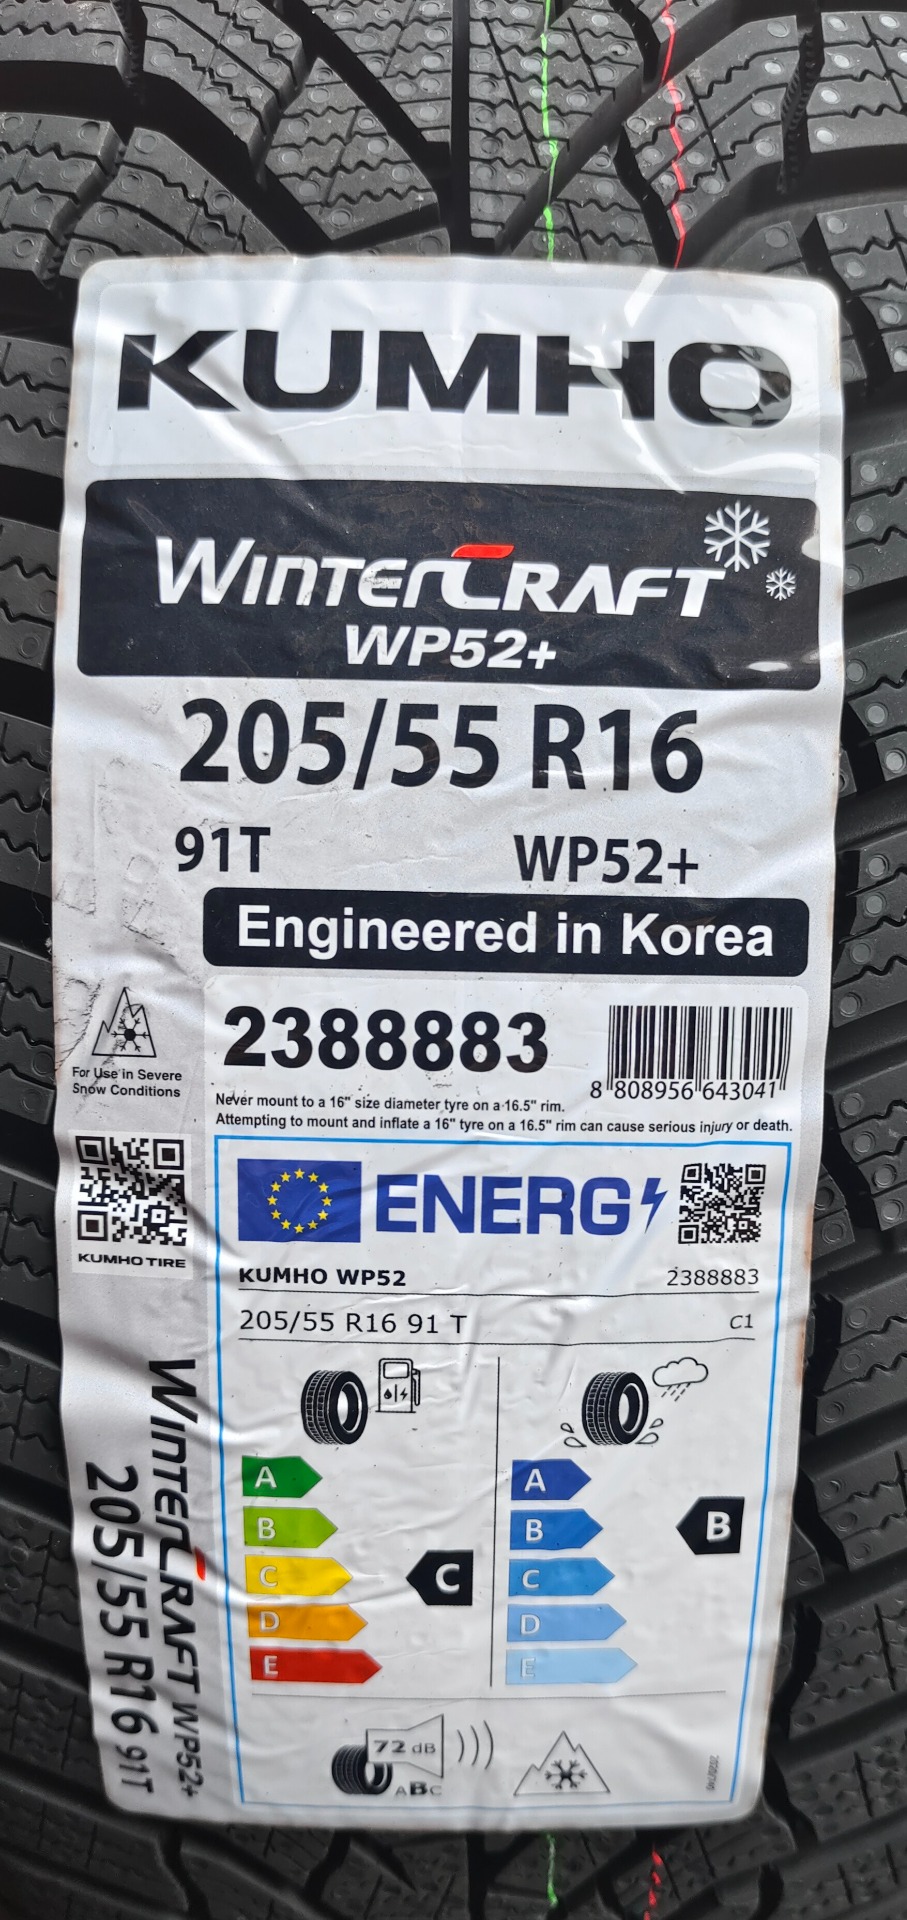 KUMHO
WINTERCRAFT
WP52+
205/55 R16
91T WP52+
Engineered in Korea
2388883
8 808956 643041
For Use in Severe
Snow Conditions
Never mount to a 16" size diameter tyre on a 16.5" rim.
Attempting to mount and inflate a 16" tyre on a 16.5" rim can cause serious injury or death.
KUMHO TIRE
ENERG
KUMHO WP52 2388883
205/55 R16 91 T C1
A A
B B B
C C C
D D
E E
72 dB
ABC
WINTERCRAFT WP52+
205/55 R16 91T